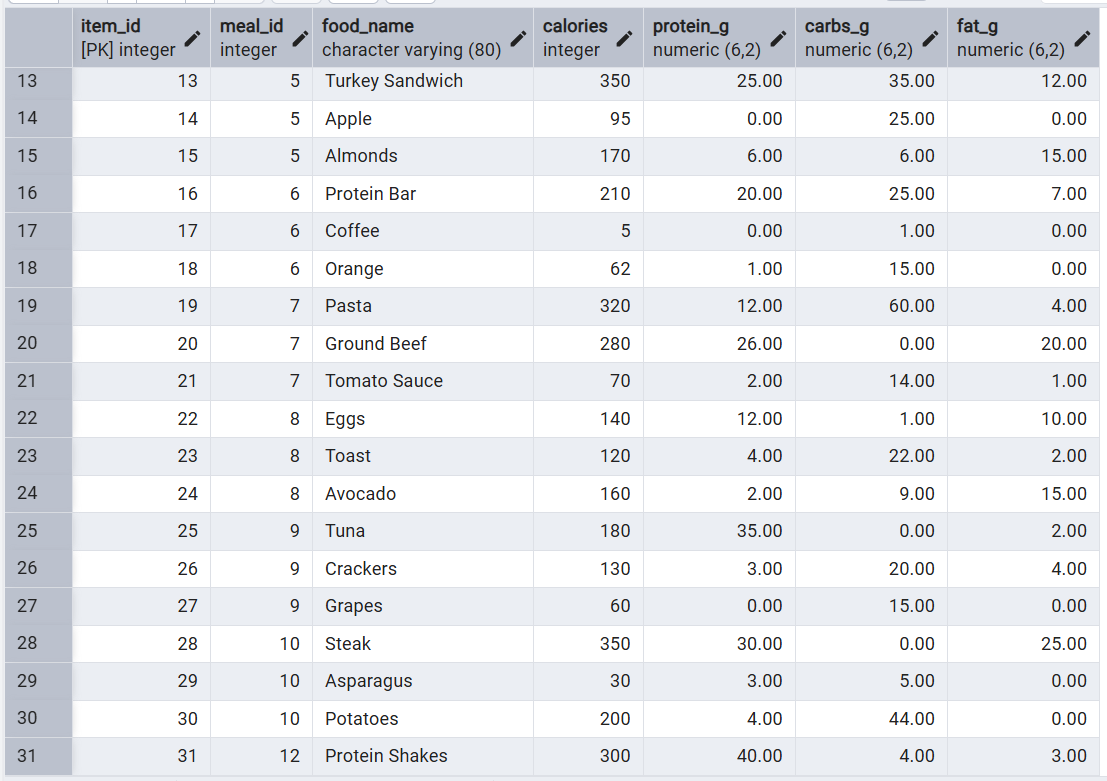 item_id meal_id food_name calories protein_g carbs_g fat_g
[PK] integer integer character varying (80) integer numeric (6,2) numeric (6,2) numeric (6,2)
13 13 5 Turkey Sandwich 350 25.00 35.00 12.00
14 14 5 Apple 95 0.00 25.00 0.00
15 15 5 Almonds 170 6.00 6.00 15.00
16 16 6 Protein Bar 210 20.00 25.00 7.00
17 17 6 Coffee 5 0.00 1.00 0.00
18 18 6 Orange 62 1.00 15.00 0.00
19 19 7 Pasta 320 12.00 60.00 4.00
20 20 7 Ground Beef 280 26.00 0.00 20.00
21 21 7 Tomato Sauce 70 2.00 14.00 1.00
22 22 8 Eggs 140 12.00 1.00 10.00
23 23 8 Toast 120 4.00 22.00 2.00
24 24 8 Avocado 160 2.00 9.00 15.00
25 25 9 Tuna 180 35.00 0.00 2.00
26 26 9 Crackers 130 3.00 20.00 4.00
27 27 9 Grapes 60 0.00 15.00 0.00
28 28 10 Steak 350 30.00 0.00 25.00
29 29 10 Asparagus 30 3.00 5.00 0.00
30 30 10 Potatoes 200 4.00 44.00 0.00
31 31 12 Protein Shakes 300 40.00 4.00 3.00